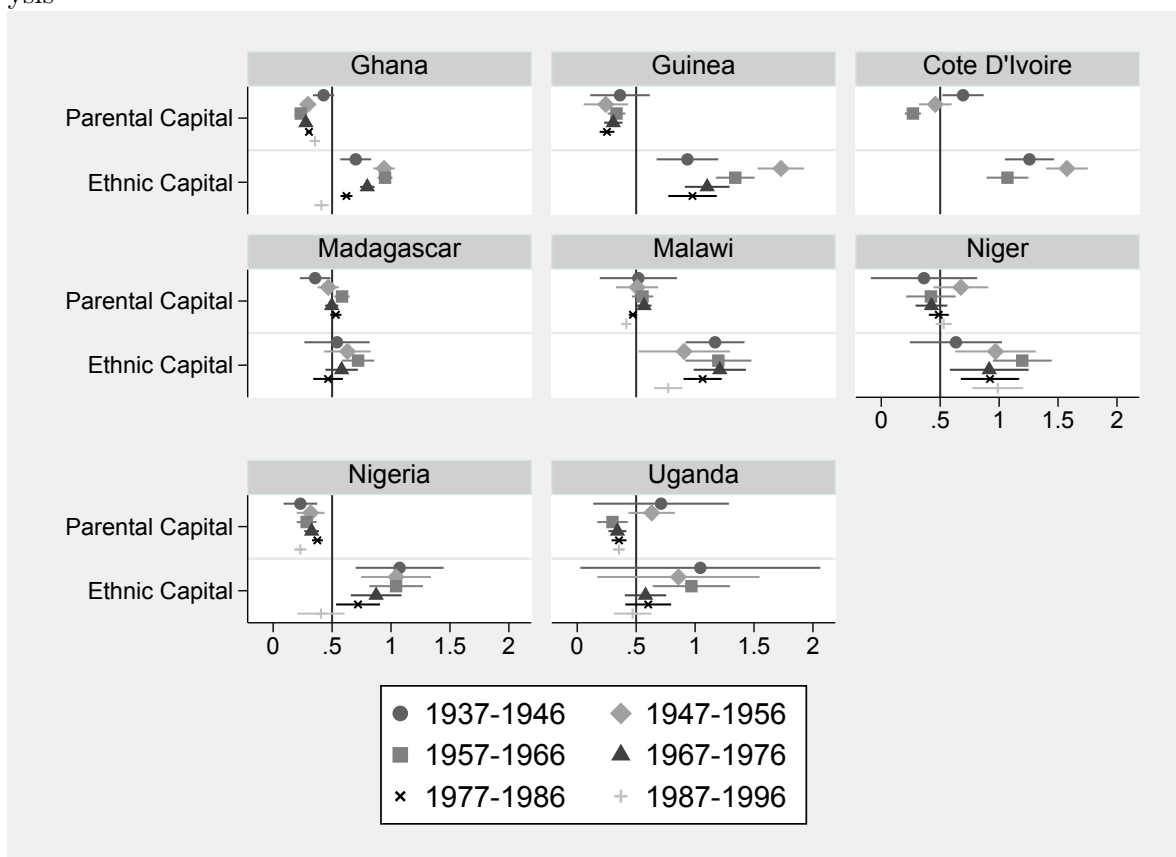 ysis
Ghana Guinea Cote D'Ivoire
Parental Capital
Ethnic Capital
Madagascar Malawi Niger
Parental Capital
Ethnic Capital
0 .5 1 1.5 2
Nigeria Uganda
Parental Capital
Ethnic Capital
0 .5 1 1.5 2 0 .5 1 1.5 2
1937-1946 1947-1956
1957-1966 1967-1976
1977-1986 1987-1996